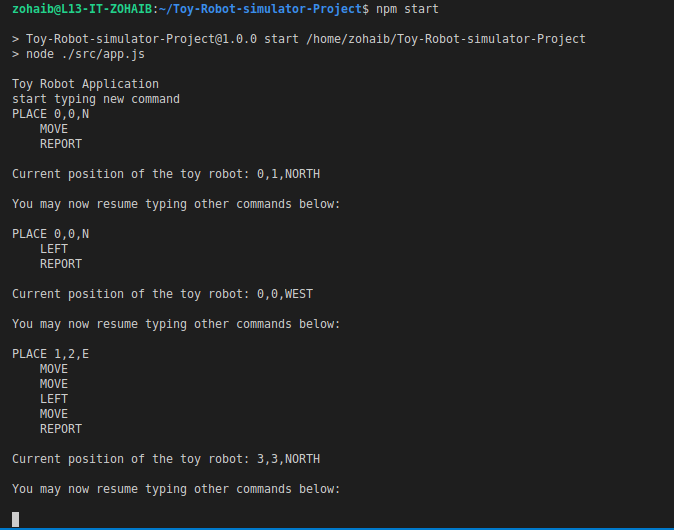 zohaib@L13-IT-ZOHAIB:~/Toy-Robot-simulator-Project$ npm start
> Toy-Robot-simulator-Project@1.0.0 start /home/zohaib/Toy-Robot-simulator-Project
> node ./src/app.js
Toy Robot Application
start typing new command
PLACE 0,0,N
MOVE
REPORT
Current position of the toy robot: 0,1,NORTH
You may now resume typing other commands below:
PLACE 0,0,N
LEFT
REPORT
Current position of the toy robot: 0,0,WEST
You may now resume typing other commands below:
PLACE 1,2,E
MOVE
MOVE
LEFT
MOVE
REPORT
Current position of the toy robot: 3,3,NORTH
You may now resume typing other commands below: